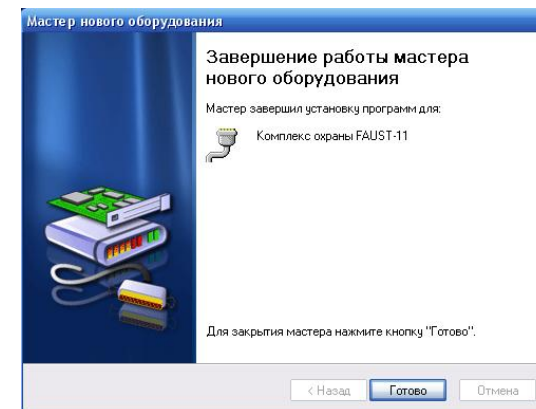 Мастер нового оборудования
Завершение работы мастера
нового оборудования
Мастер завершил установку программ для:
Комплекс охраны FAUST-11
Для закрытия мастера нажмите кнопку "Готово".
< Назад Готово Отмена